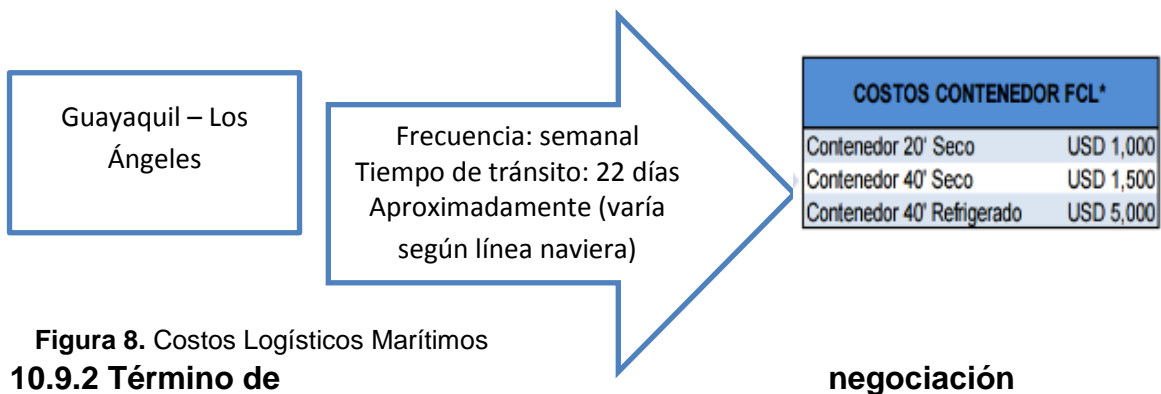 Guayaquil – Los
Ángeles
Frecuencia: semanal
Tiempo de tránsito: 22 días
Aproximadamente (varía
según línea naviera)
COSTOS CONTENEDOR FCL*
Contenedor 20' Seco USD 1,000
Contenedor 40' Seco USD 1,500
Contenedor 40' Refrigerado USD 5,000
Figura 8. Costos Logísticos Marítimos
10.9.2 Término de negociación